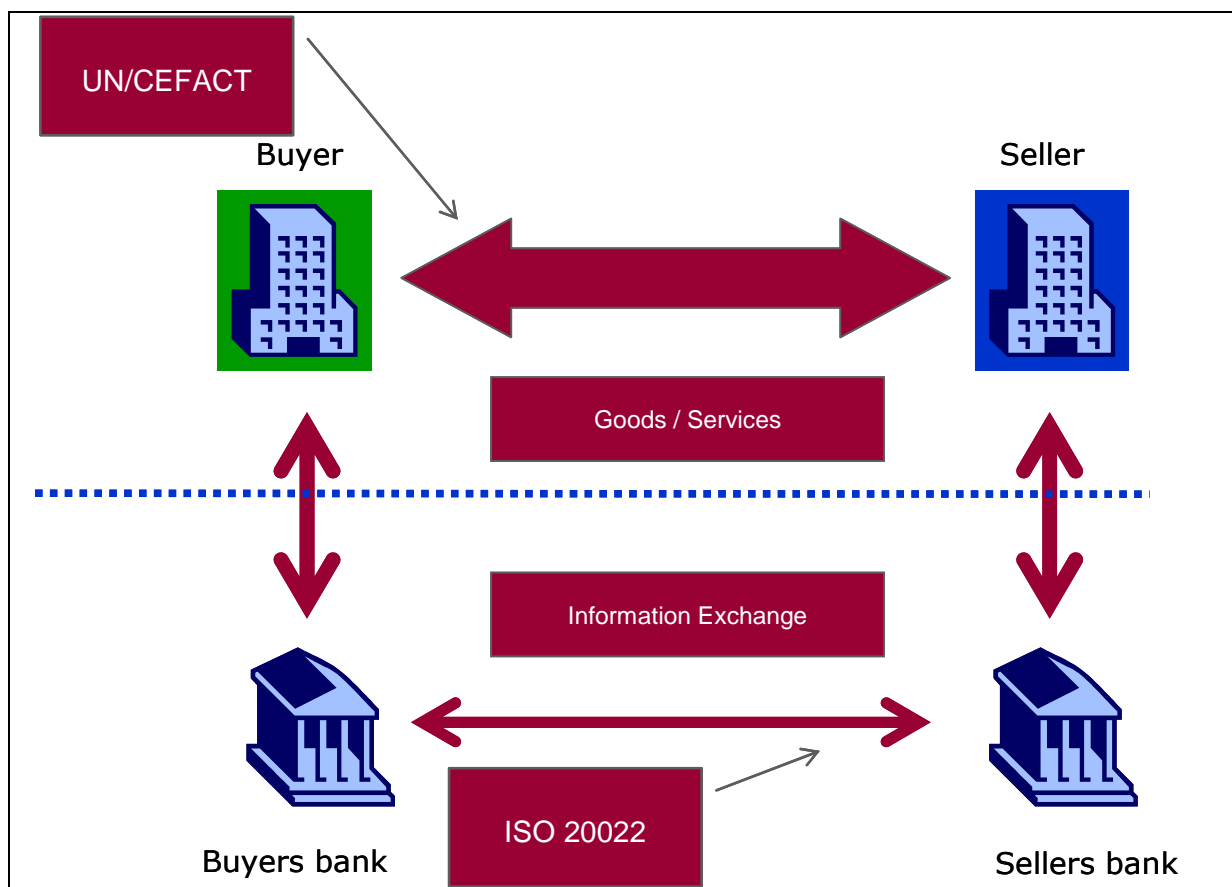 UN/CEFACT
Buyer
Seller
Goods / Services
Information Exchange
ISO 20022
Buyers bank
Sellers bank